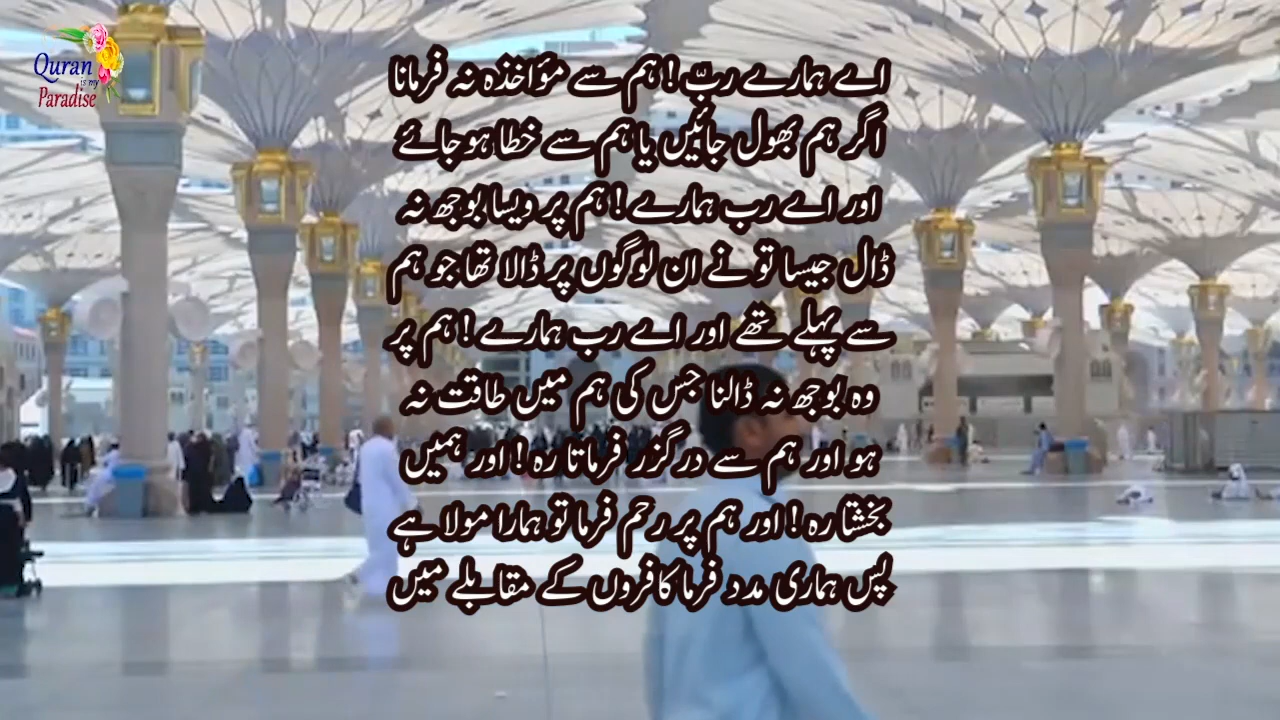 Quran
is my
Paradise
اے ہمارے ربّ ! ہم سے مؤاخذہ نہ فرمانا
اگر ہم بھول جائیں یا ہم سے خطا ہوجائے
اور اے رب ہمارے ! ہم پر ویسا بوجھ نہ
ڈال جیسا تو نے ان لوگوں پر ڈالا تھا جو ہم
سے پہلے تھے اور اے رب ہمارے ! ہم پر
وہ بوجھ نہ ڈالنا جس کی ہم میں طاقت نہ
ہو اور ہم سے درگزر فرماتا رہ ! اور ہمیں
بخشتا رہ ! اور ہم پر رحم فرما تو ہمارا مولا ہے
پس ہماری مدد فرما کافروں کے مقابلے میں